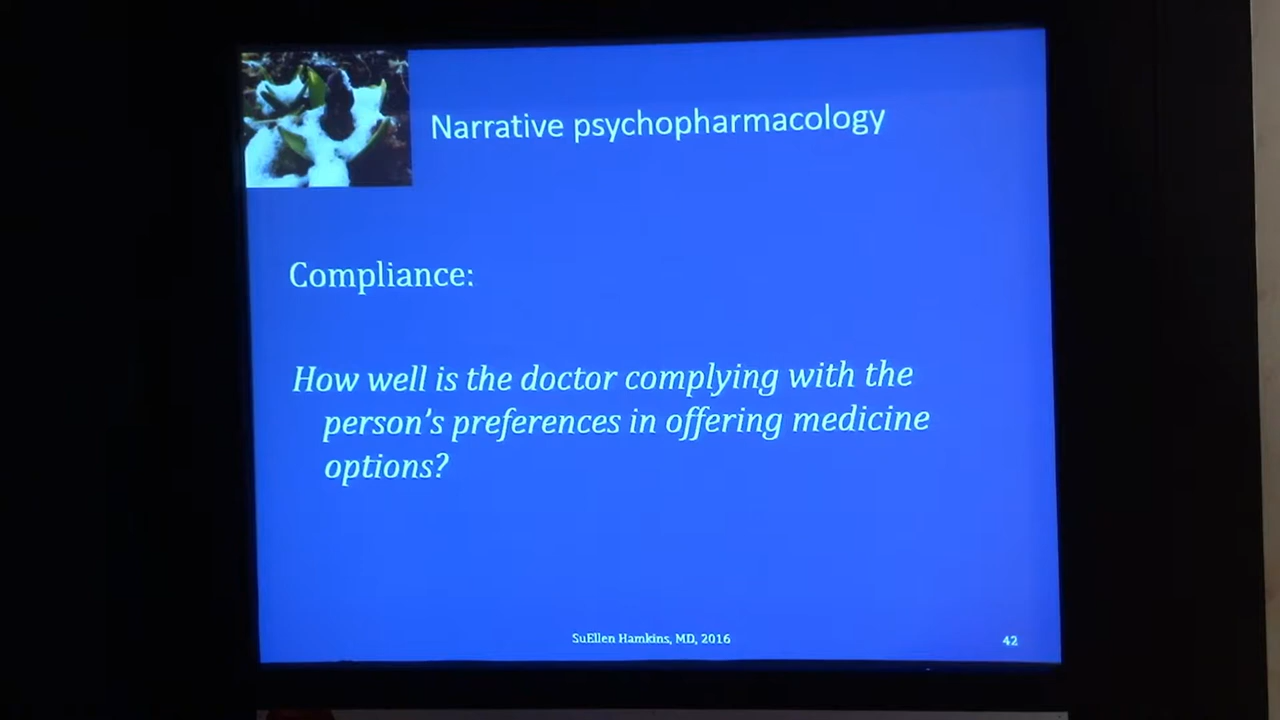 Narrative psychopharmacology
Compliance:
How well is the doctor complying with the
person's preferences in offering medicine
options?
SuEllen Hamkins, MD, 2016
42